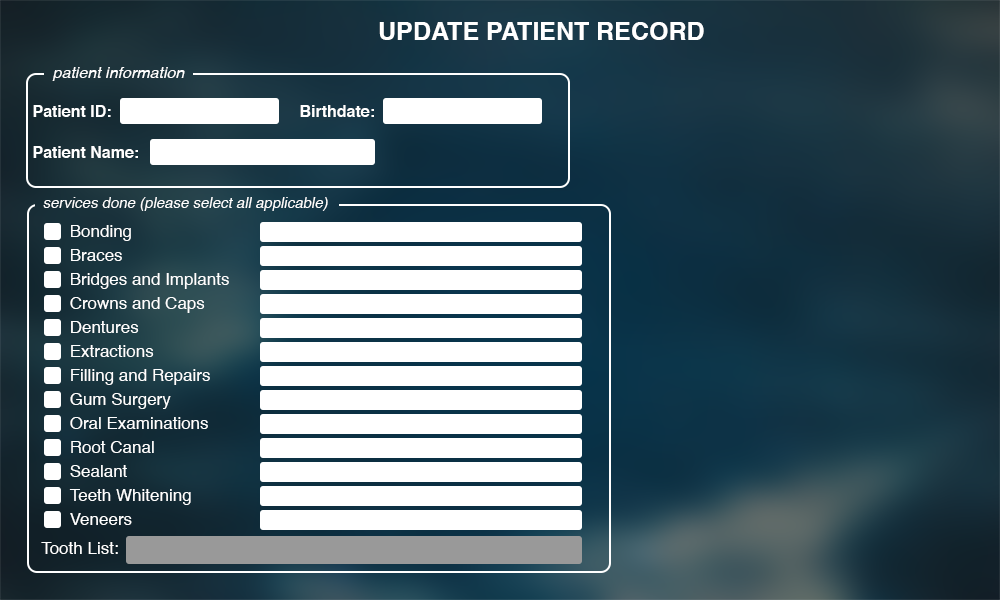 UPDATE PATIENT RECORD
patient information
Patient ID: Birthdate:
Patient Name:
services done (please select all applicable)
Bonding
Braces
Bridges and Implants
Crowns and Caps
Dentures
Extractions
Filling and Repairs
Gum Surgery
Oral Examinations
Root Canal
Sealant
Teeth Whitening
Veneers
Tooth List: